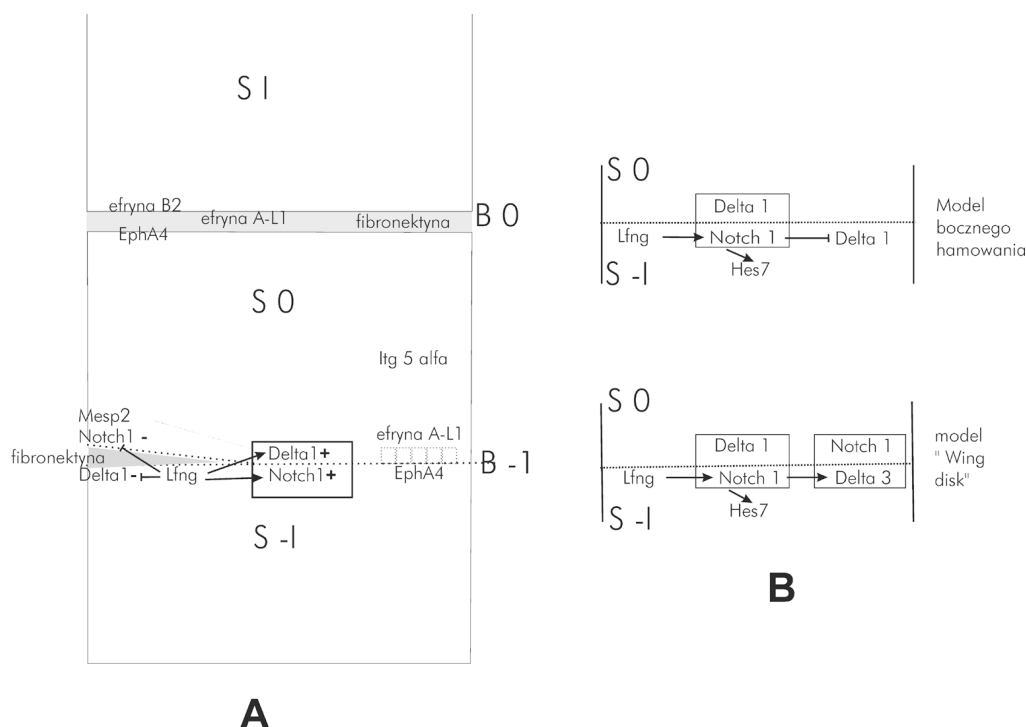 S I
efryna B2
efryna A-L1
fibronektyna
B 0
EphA4
S 0
Itg 5 alfa
Mesp2
Notch1 -
fibronektyna
Delta1-
Lfng
Delta1+
Notch1+
efryna A-L1
EphA4
B -1
S -I
A
S 0
Delta 1
Lfng
Notch 1
Delta 1
Hes7
S -I
Model
bocznego
hamowania
S 0
Delta 1
Notch 1
Lfng
Notch 1
Delta 3
Hes7
S -I
model
" Wing
disk"
B